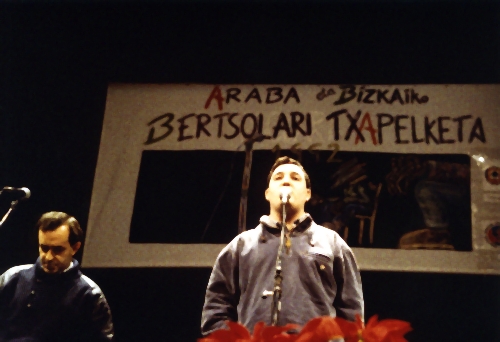 ARABA eta BIZKAIKO
BERTSOLARI TXAPELKETA